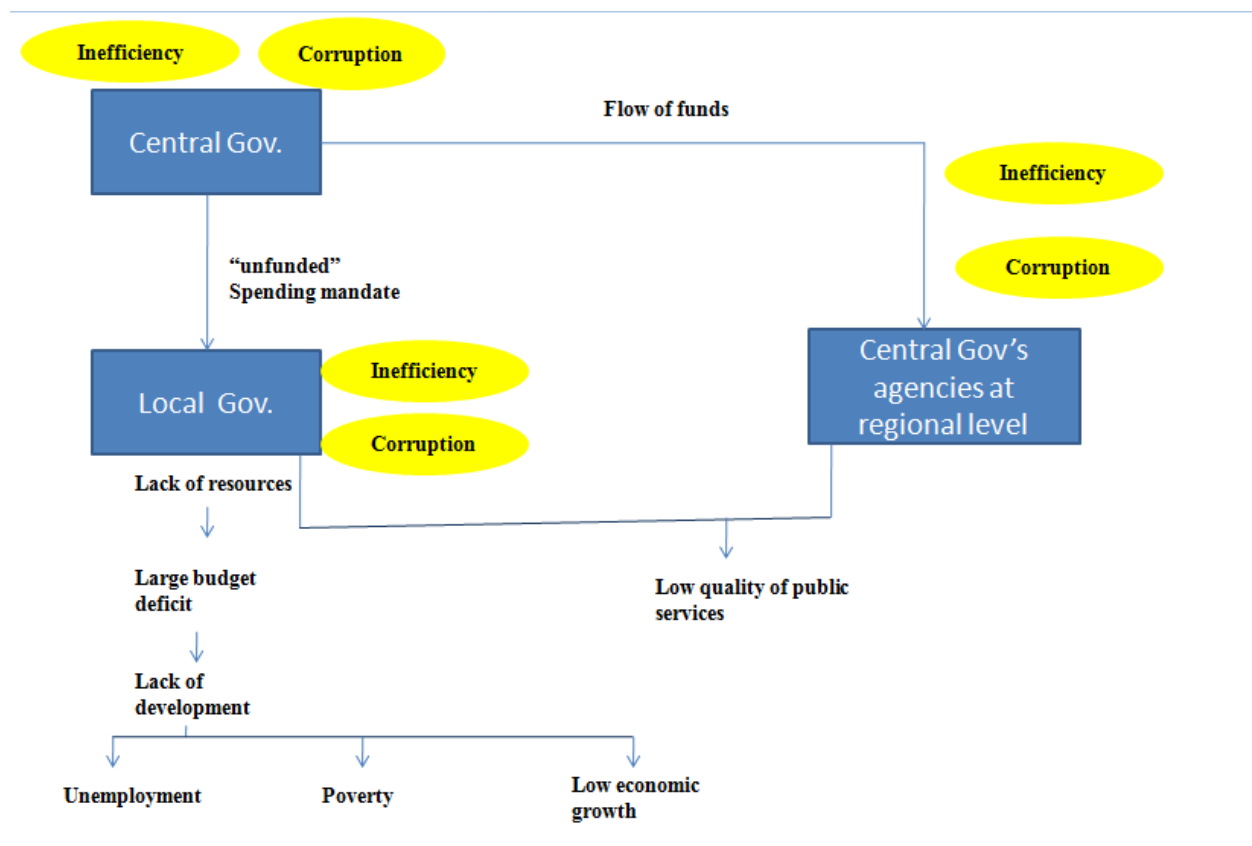 Inefficiency
Corruption
Central Gov.
Flow of funds
Inefficiency
Corruption
“unfunded”
Spending mandate
Local Gov.
Inefficiency
Corruption
Central Gov’s
agencies at
regional level
Lack of resources
Large budget
deficit
Low quality of public
services
Lack of
development
Unemployment
Poverty
Low economic
growth